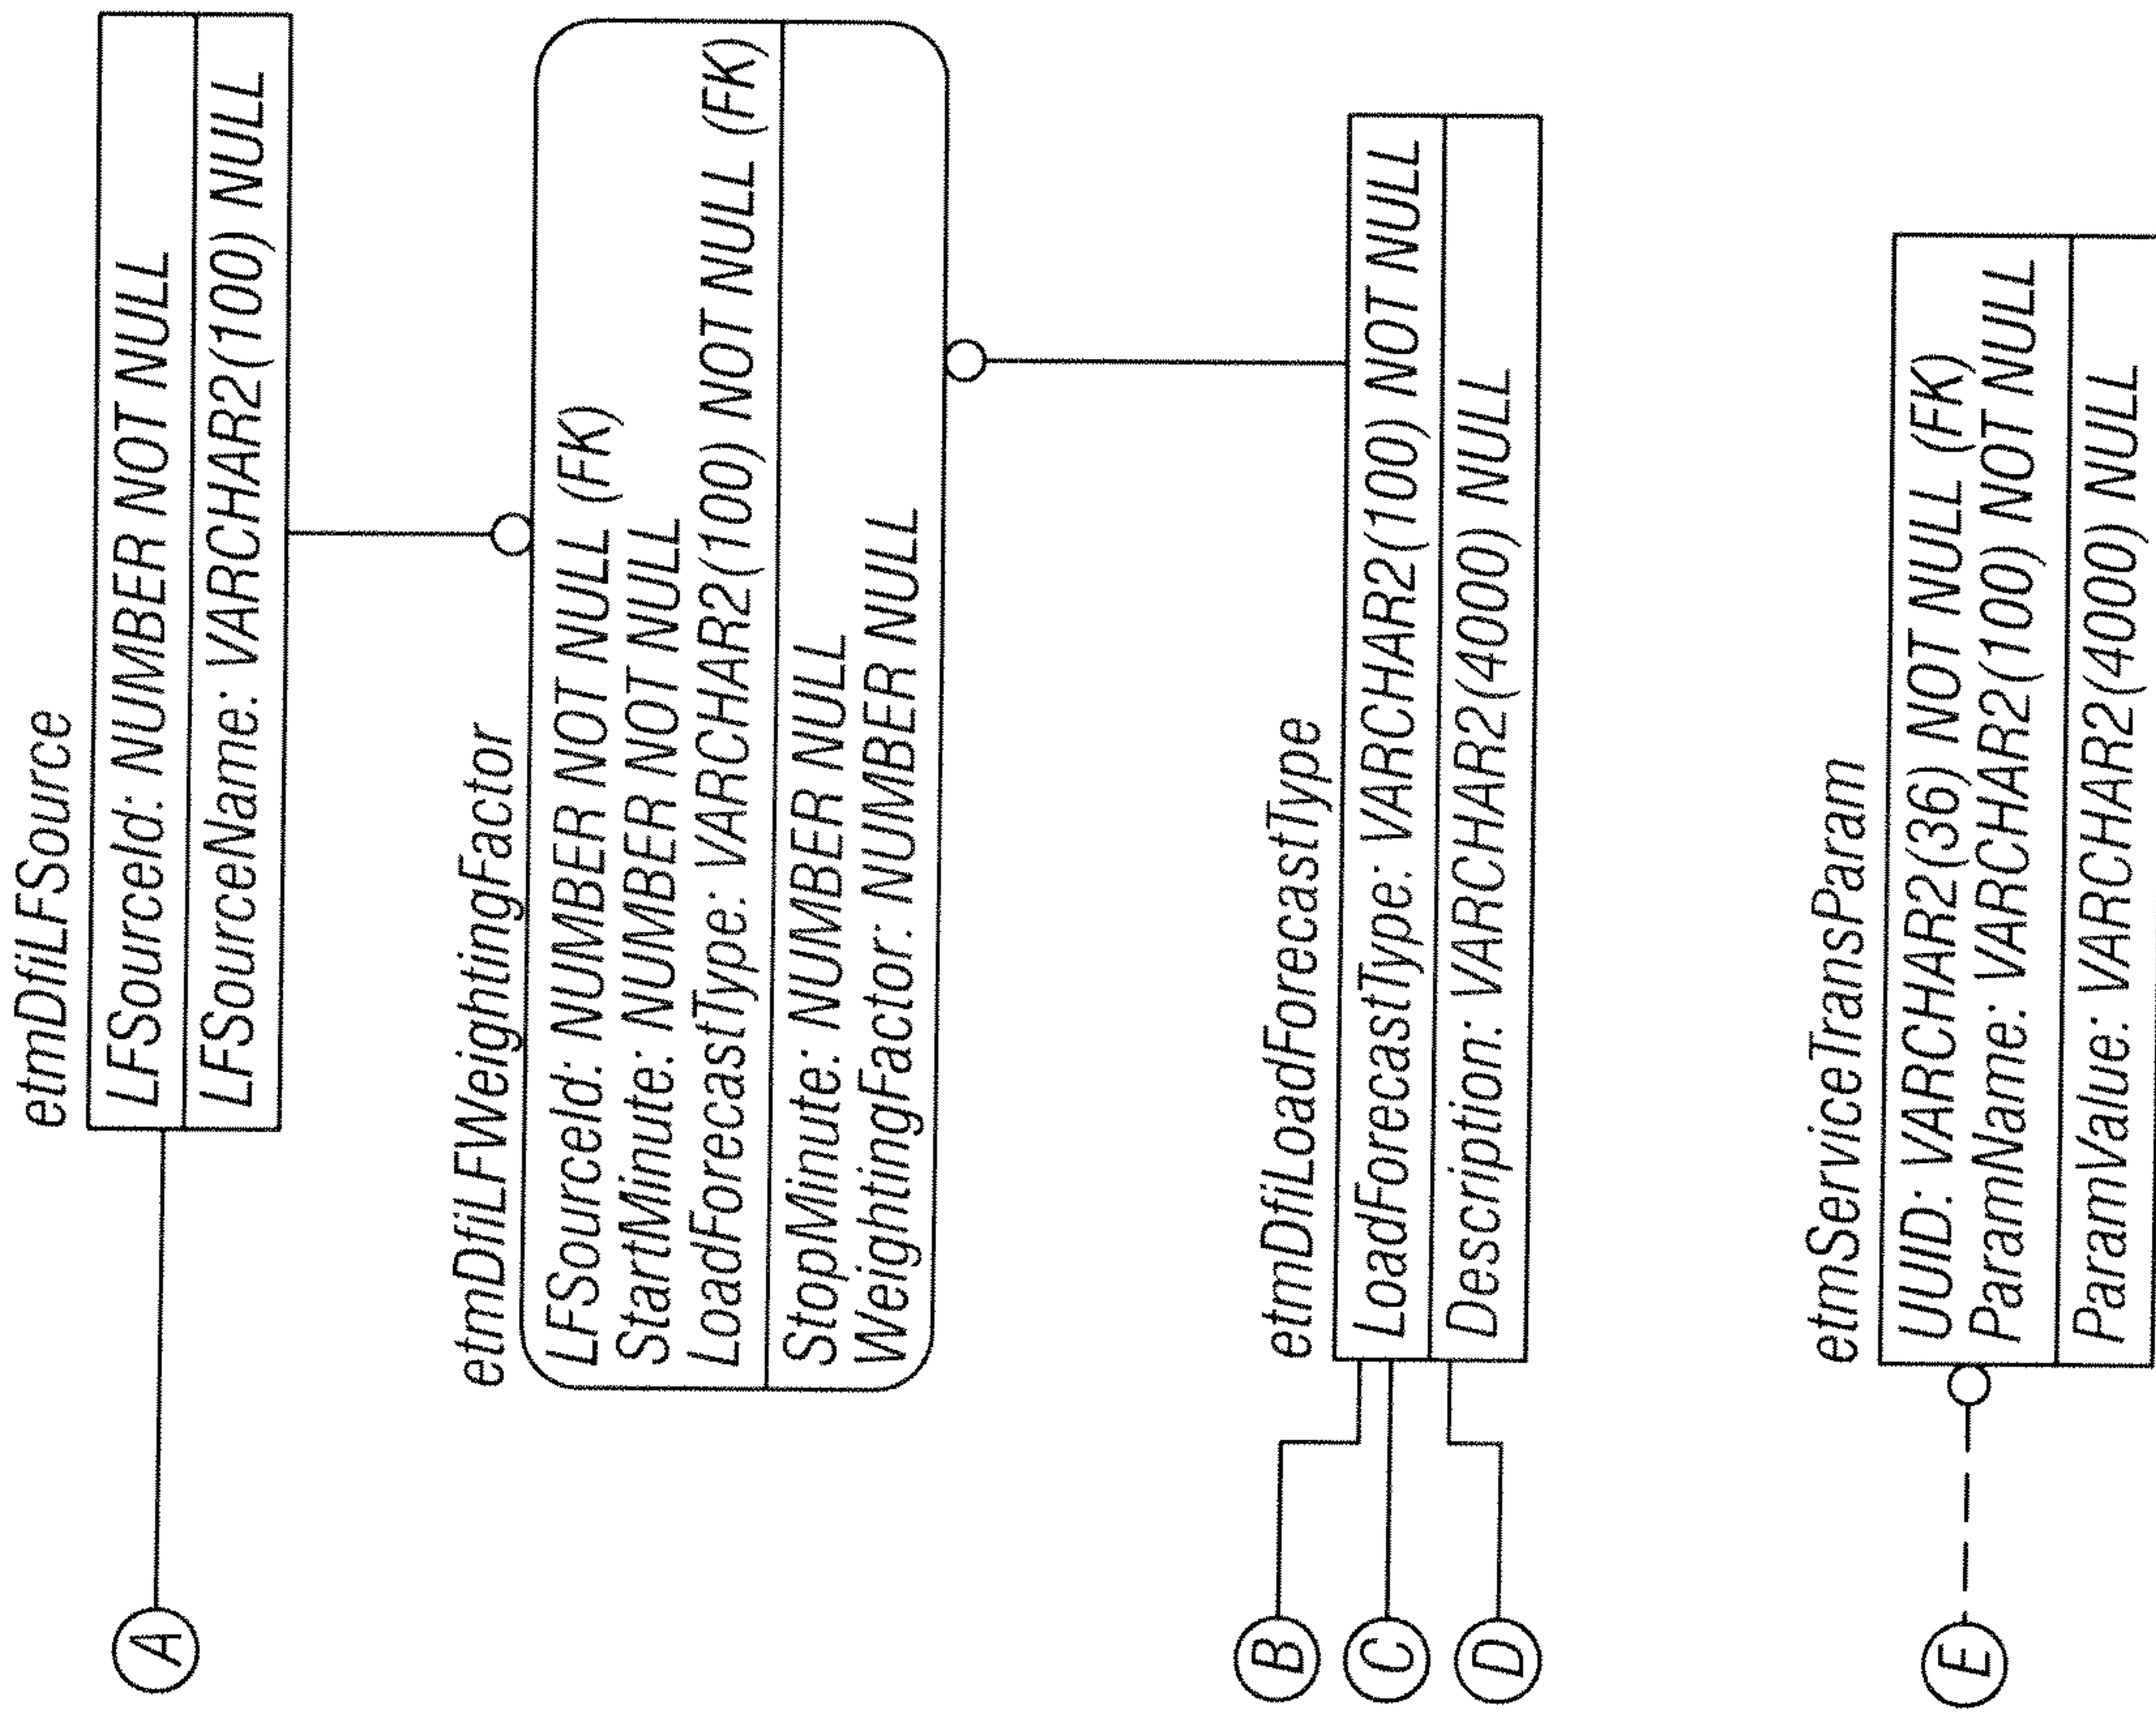 etmDfiLFSource
LFSourceId: NUMBER NOT NULL
LFSourceName: VARCHAR2(100) NULL
A
etmDfiLFWeightingFactor
LFSourceId: NUMBER NOT NULL (FK)
StartMinute: NUMBER NOT NULL
LoadForecastType: VARCHAR2(100) NOT NULL (FK)
StopMinute: NUMBER NULL
WeightingFactor: NUMBER NULL
etmDfiLoadForecastType
LoadForecastType: VARCHAR2(100) NOT NULL
Description: VARCHAR2(4000) NULL
B
C
D
etmServiceTransParam
UUID: VARCHAR2(36) NOT NULL (FK)
ParamName: VARCHAR2(100) NOT NULL
ParamValue: VARCHAR2(4000) NULL
E